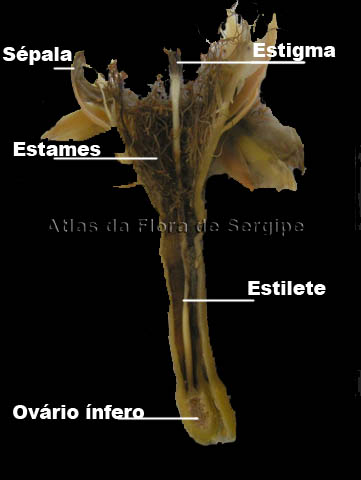 Sépala
Estigma
Estames
Atlas da Flora de Sergipe
Estilete
Ovário ínfero